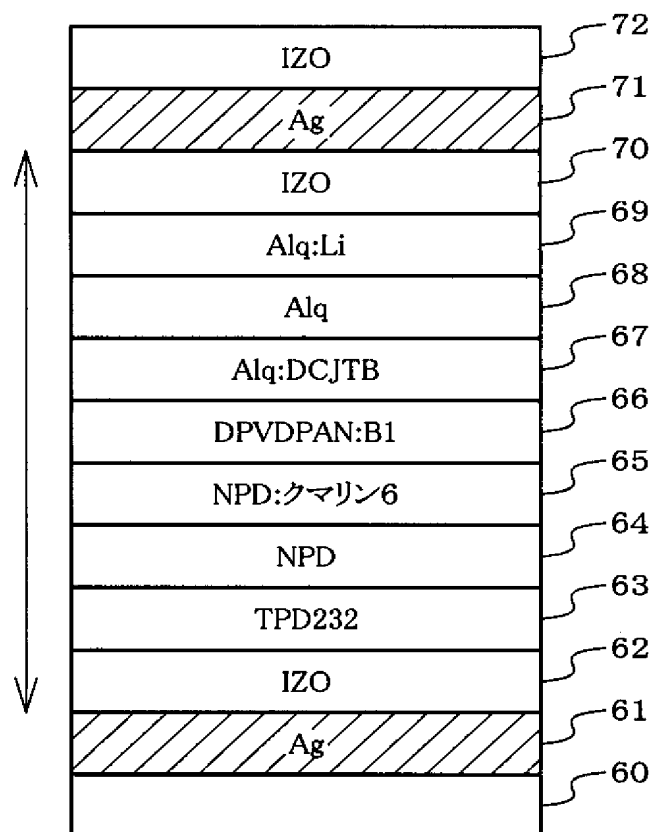 72
IZO
71
Ag
70
IZO
69
Alq:Li
68
Alq
67
Alq:DCJTB
66
DPVDPAN:B1
65
NPD:クマリン6
64
NPD
63
TPD232
62
IZO
61
Ag
60